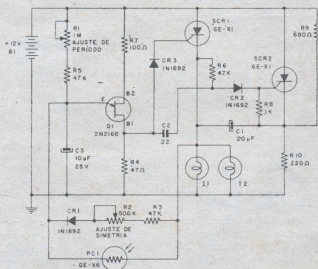 +12V
B1
R1
1M
AJUSTE DE
PERÍODO
R5
47K
C3
10μF
25V
R7
100Ω
B2
E
B1
Q1
2N2160
R4
47Ω
CR3
1N1692
C2
.22
SCR1
GE-X1
R6
47K
CR2
1N1692
SCR2
GE-X1
R9
680Ω
R8
1K
C1
20μF
R10
220Ω
I1
I2
CR1
1N1692
R2
500K
AJUSTE DE
SIMETRIA
R3
47K
PC1
- GE-X6